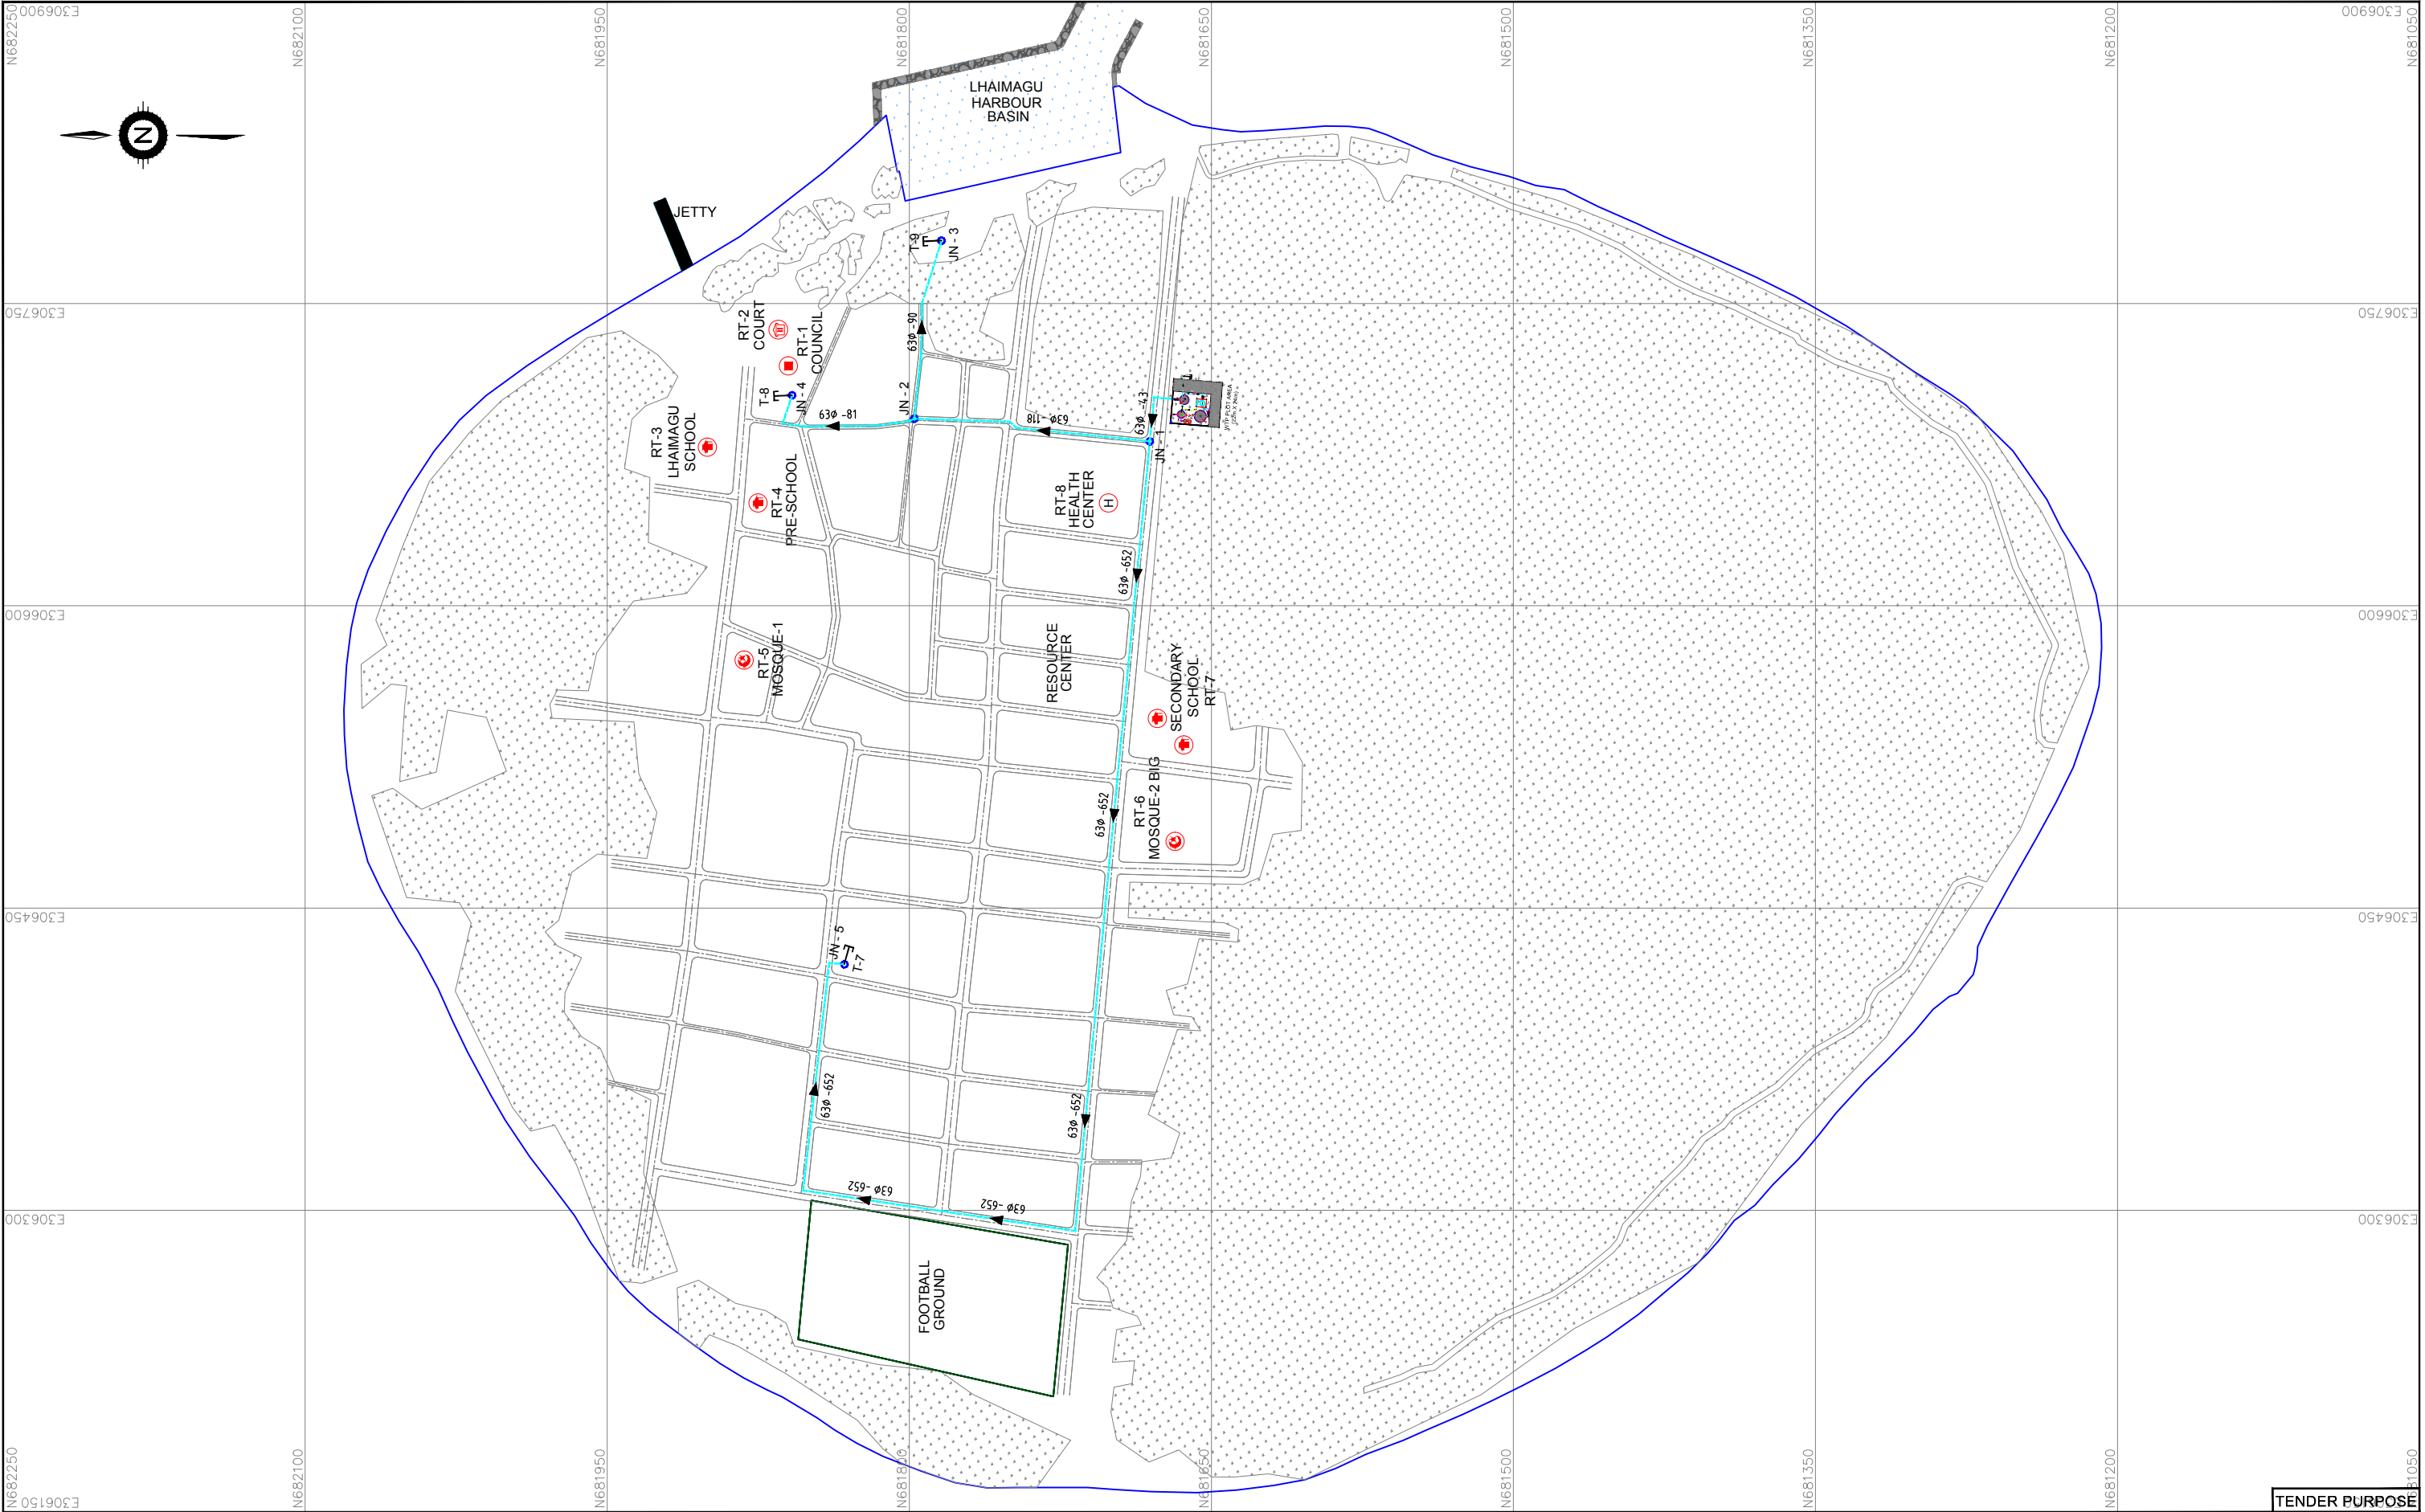 N682250
E306900
N682100
N681950
N681800
N681650
N681500
N681350
N681200
E306900
N681050
LHAIMAGU
HARBOUR
BASIN
N
JETTY
T-9
JN - 3
E306750
E306750
RT-2
COURT
RT-1
COUNCIL
63Ø -90
T-8
JN - 4
JN - 2
63Ø -81
63Ø -118
63Ø -43
JN - 1
WTP PLOT AREA
RT-3
LHAIMAGU
SCHOOL
RT-4
PRE-SCHOOL
RT-8
HEALTH
CENTER
H
63Ø -652
E306600
E306600
RT-5
MOSQUE-1
RESOURCE
CENTER
SECONDARY
SCHOOL
RT-7
RT-6
MOSQUE-2 BIG
63Ø -652
E306450
E306450
JN - 5
T-7
63Ø -652
63Ø -652
63Ø -652
63Ø -652
E306300
E306300
FOOTBALL
GROUND
N682250
E306150
N682100
N681950
N681800
N681650
N681500
N681350
N681200
N681050
TENDER PURPOSE